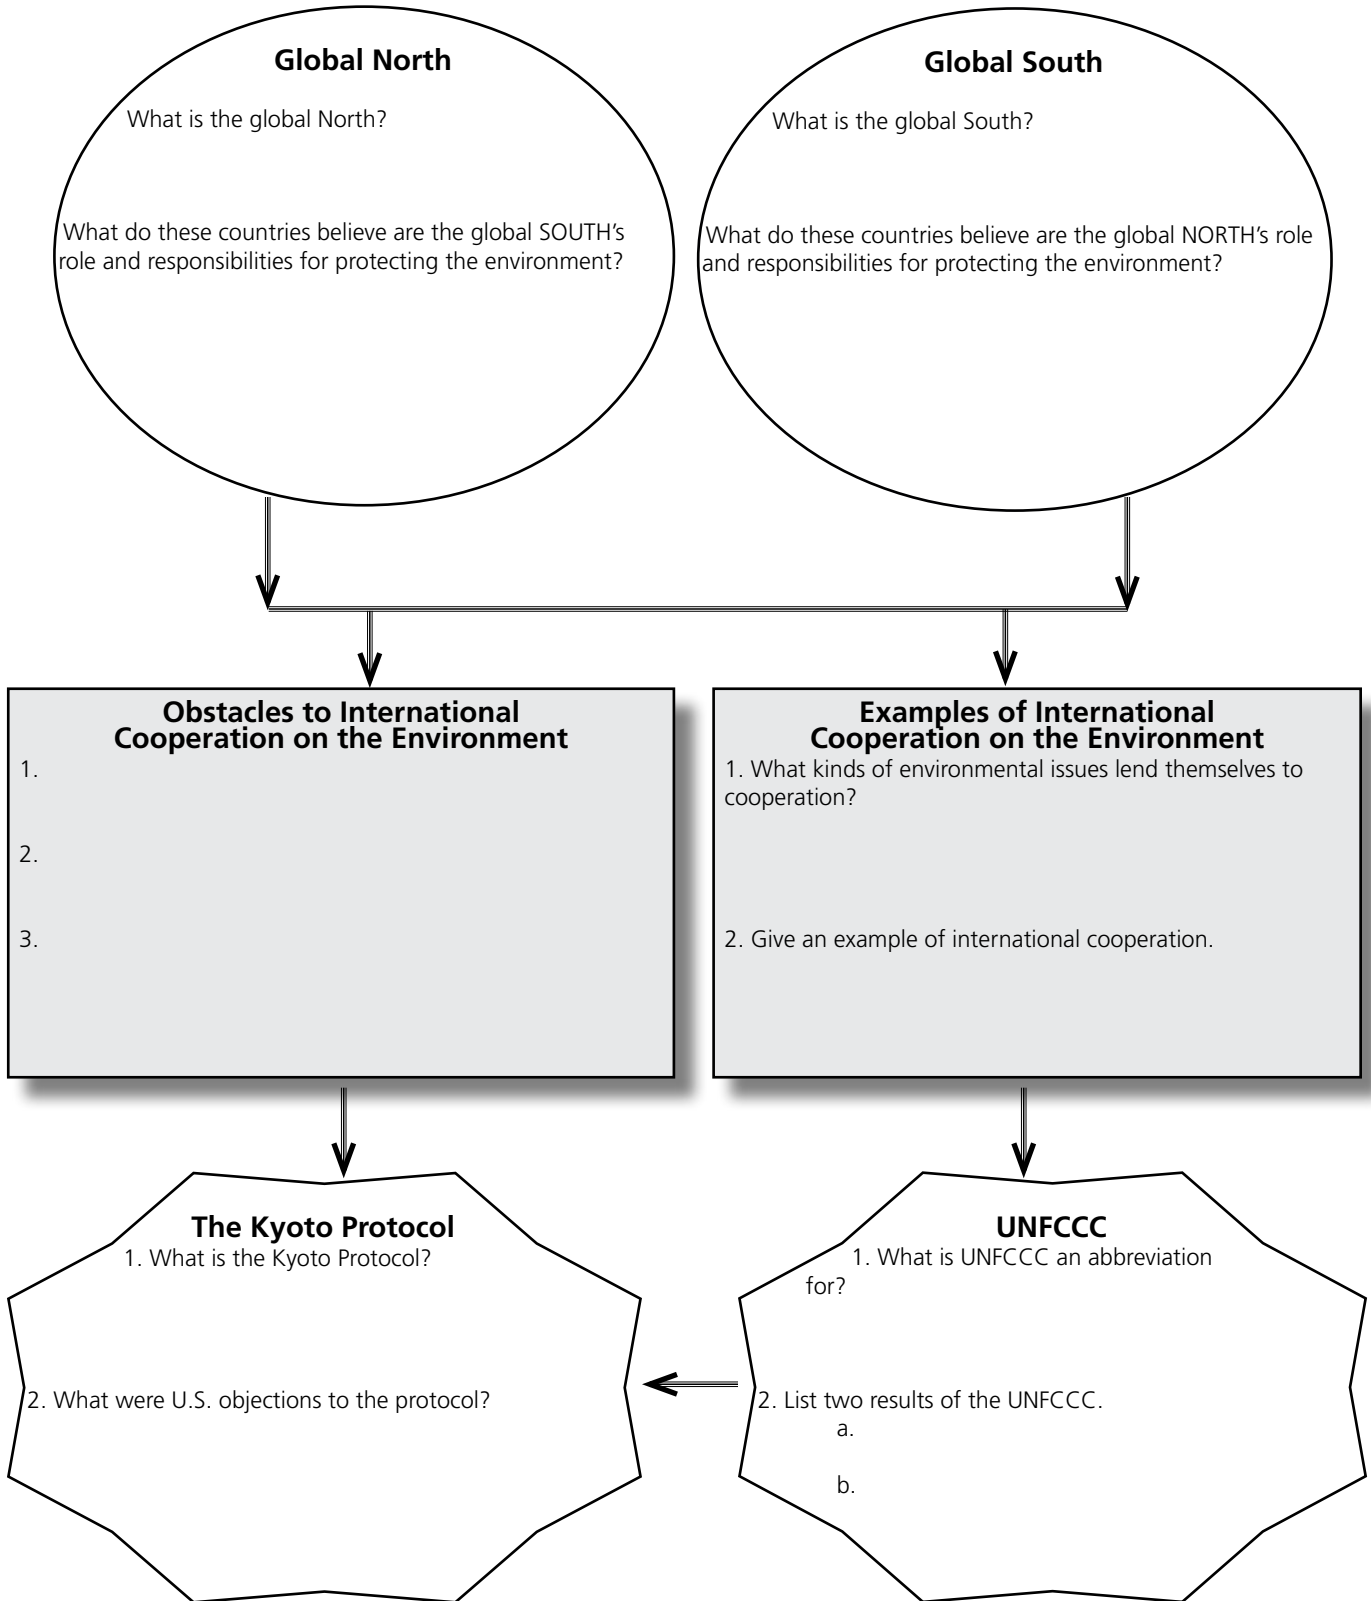 Global North
What is the global North?
What do these countries believe are the global SOUTH's
role and responsibilities for protecting the environment?
Global South
What is the global South?
What do these countries believe are the global NORTH's role
and responsibilities for protecting the environment?
Obstacles to International
Cooperation on the Environment
1.
2.
3.
Examples of International
Cooperation on the Environment
1. What kinds of environmental issues lend themselves to
cooperation?
2. Give an example of international cooperation.
The Kyoto Protocol
1. What is the Kyoto Protocol?
2. What were U.S. objections to the protocol?
UNFCCC
1. What is UNFCCC an abbreviation
for?
2. List two results of the UNFCCC.
a.
b.